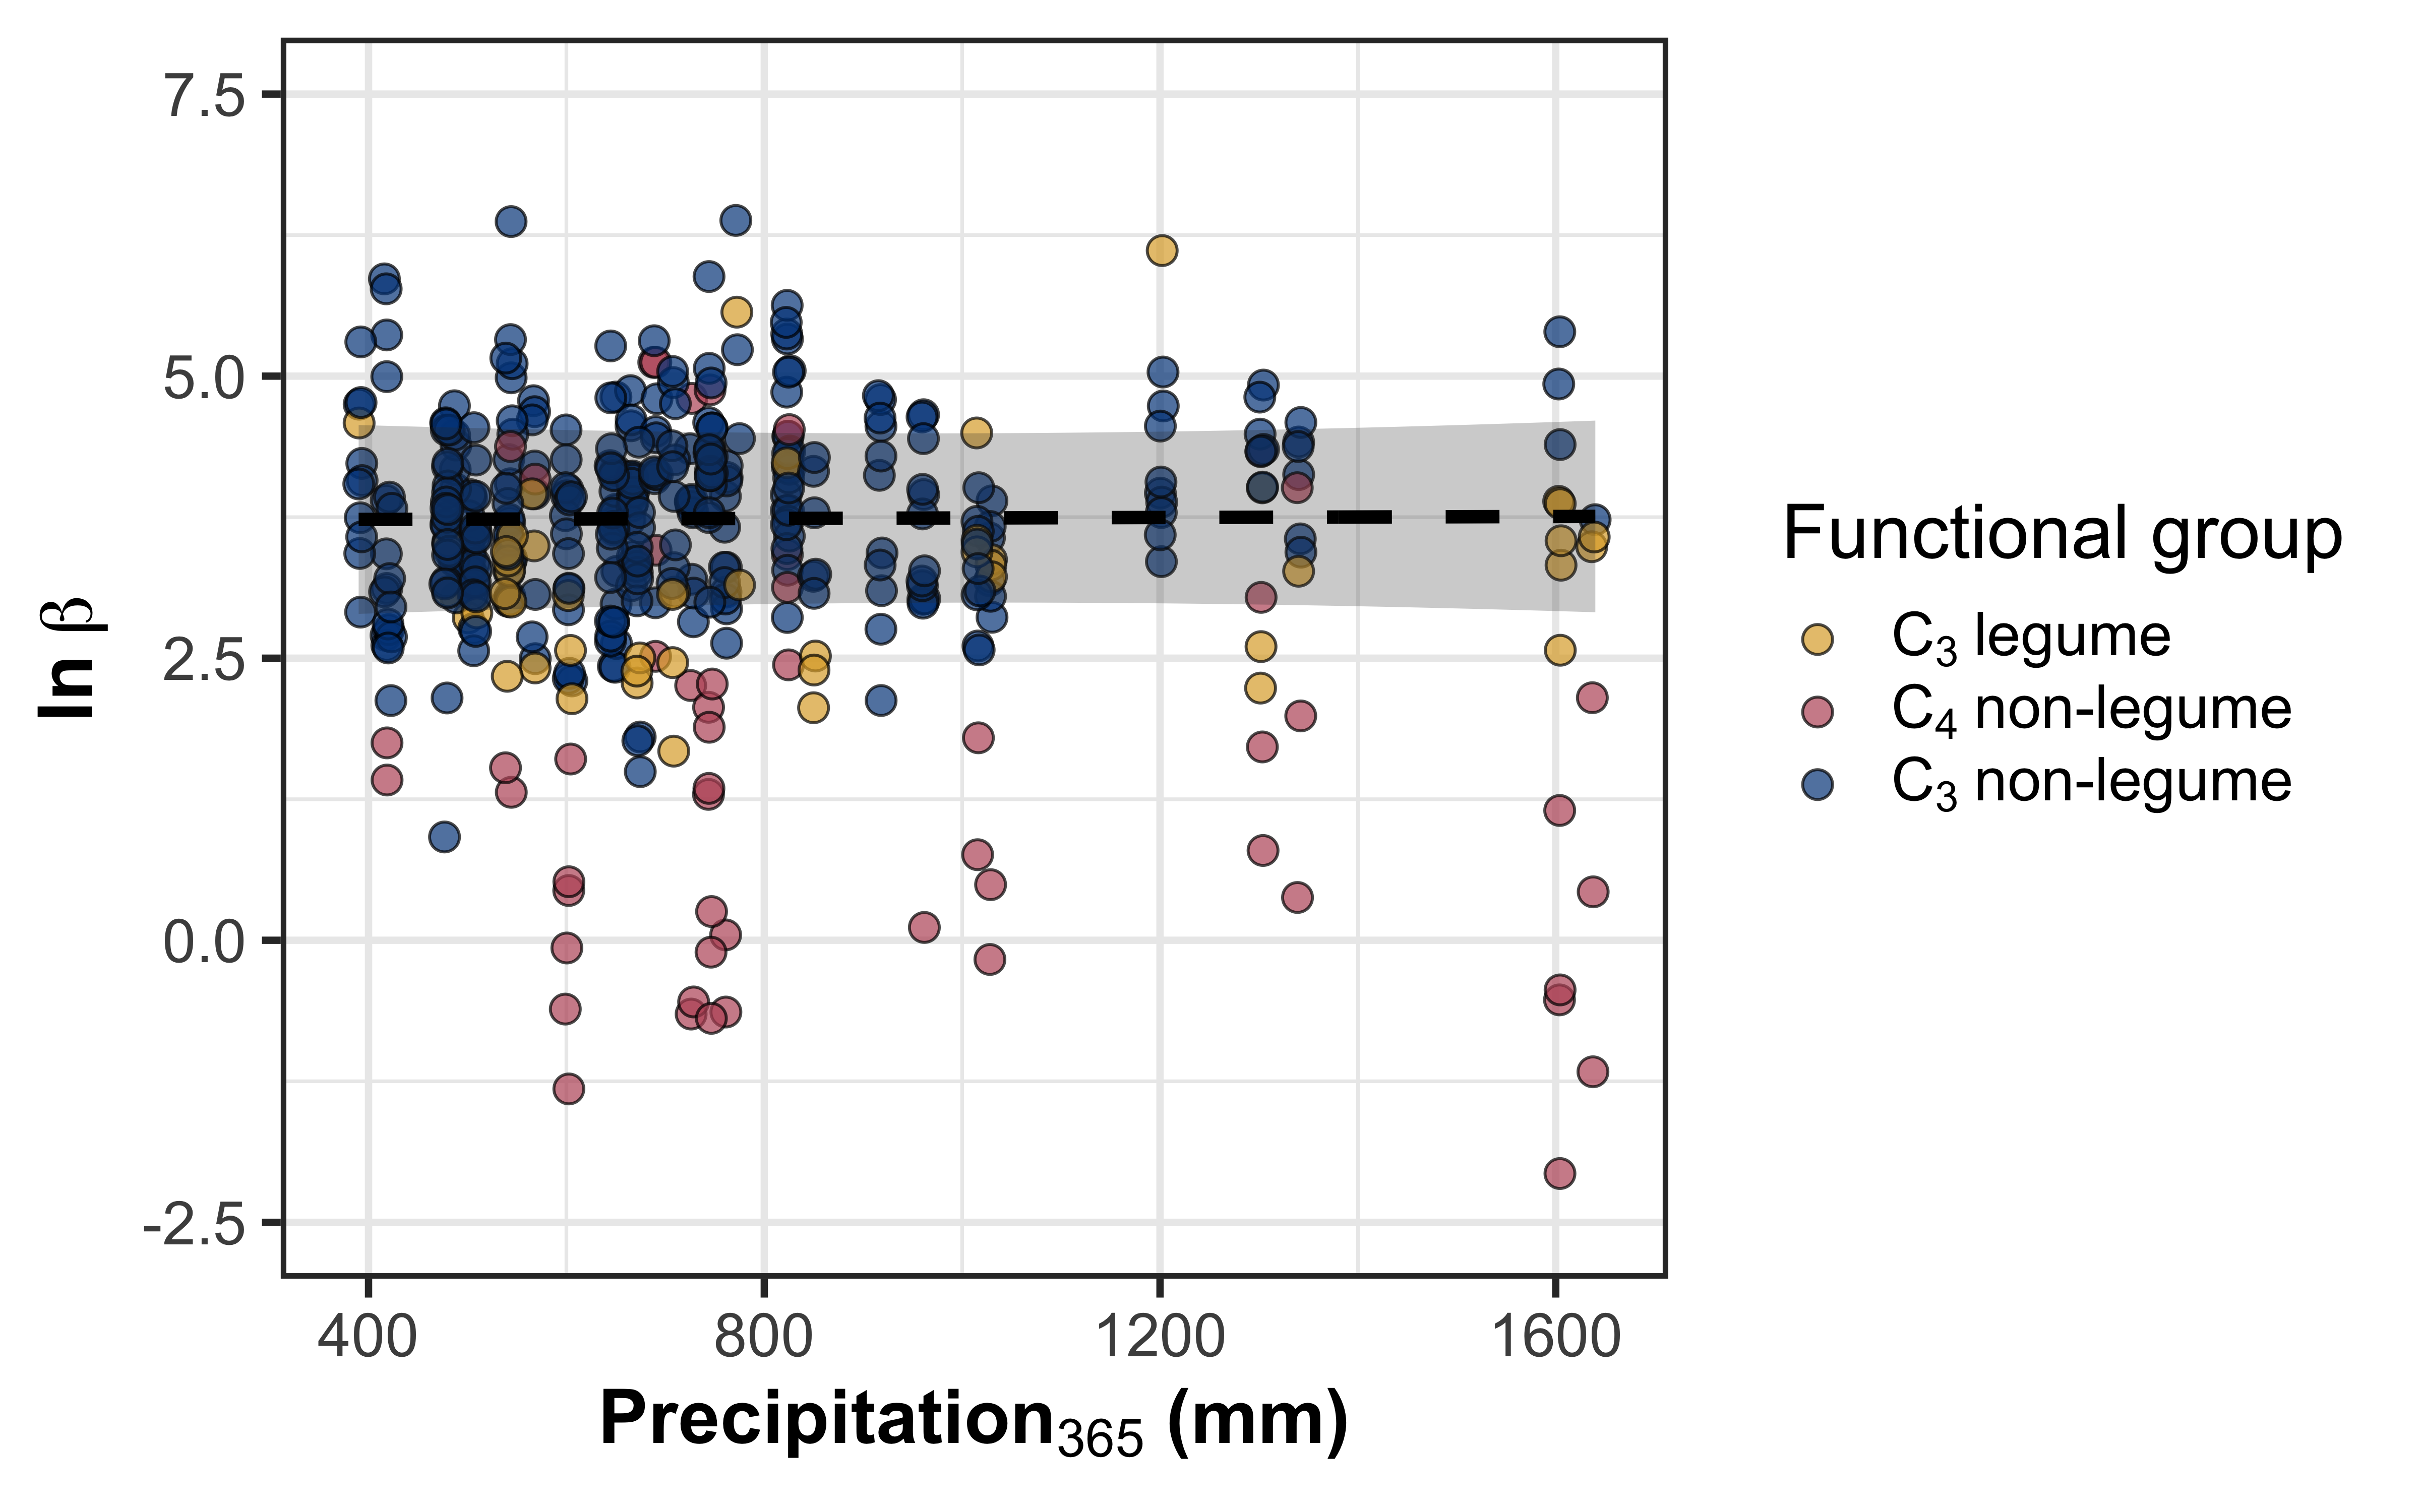 7.5
5.0
2.5
0.0
-2.5
ln β
400 800 1200 1600
Precipitation₃₆₅ (mm)
Functional group
C₃ legume
C₄ non-legume
C₃ non-legume